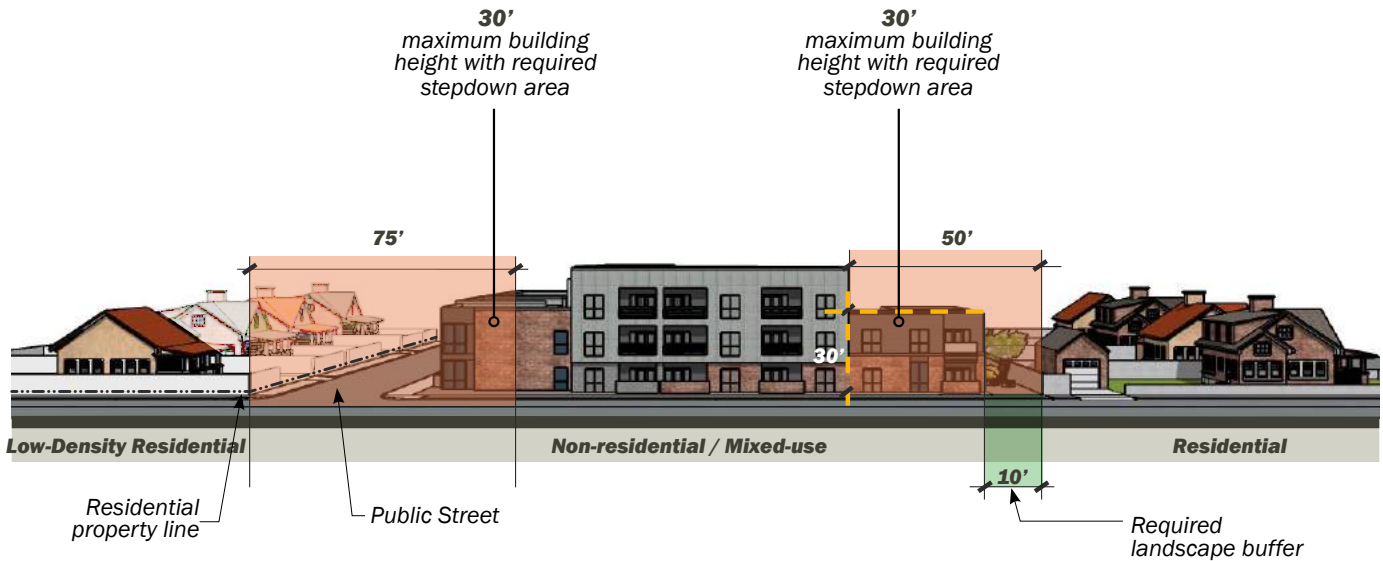 30’
maximum building
height with required
stepdown area
30’
maximum building
height with required
stepdown area
75’
50’
30’
Low-Density Residential
Non-residential / Mixed-use
Residential
10’
Residential
property line
Public Street
Required
landscape buffer